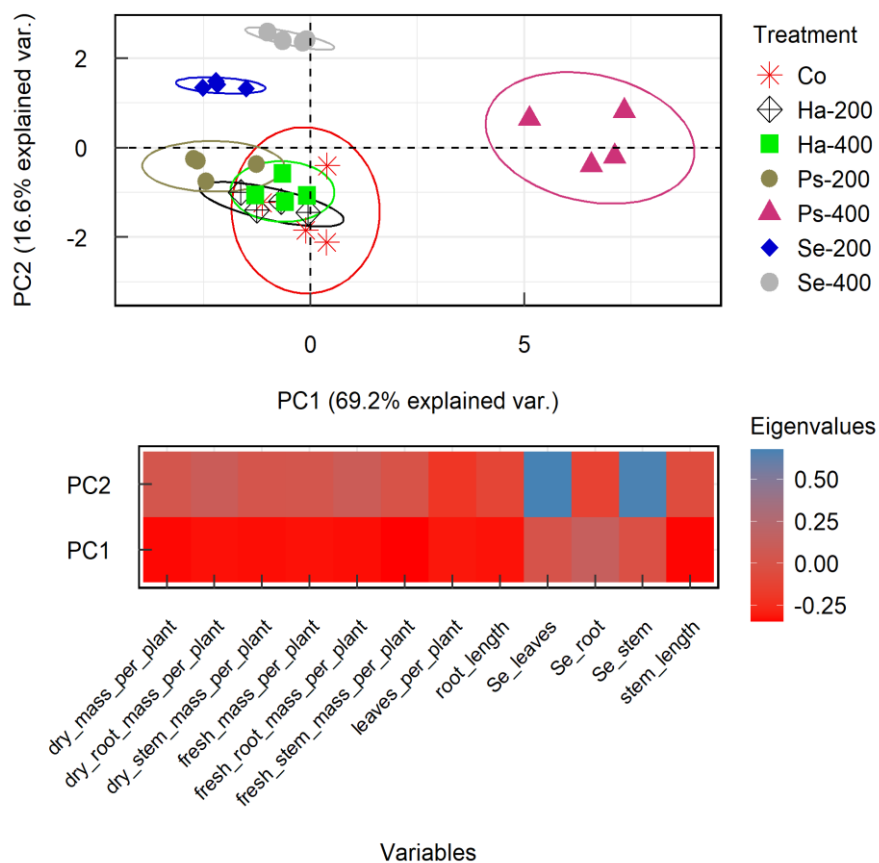 PC2 (16.6% explained var.)
2
0
-2
0
5
PC1 (69.2% explained var.)
Treatment
Co
Ha-200
Ha-400
Ps-200
Ps-400
Se-200
Se-400
PC2
PC1
dry_mass_per_plant
dry_root_mass_per_plant
dry_stem_mass_per_plant
fresh_mass_per_plant
fresh_root_mass_per_plant
fresh_stem_mass_per_plant
leaves_per_plant
root_length
Se_leaves
Se_root
Se_stem
stem_length
Variables
Eigenvalues
0.50
0.25
0.00
-0.25